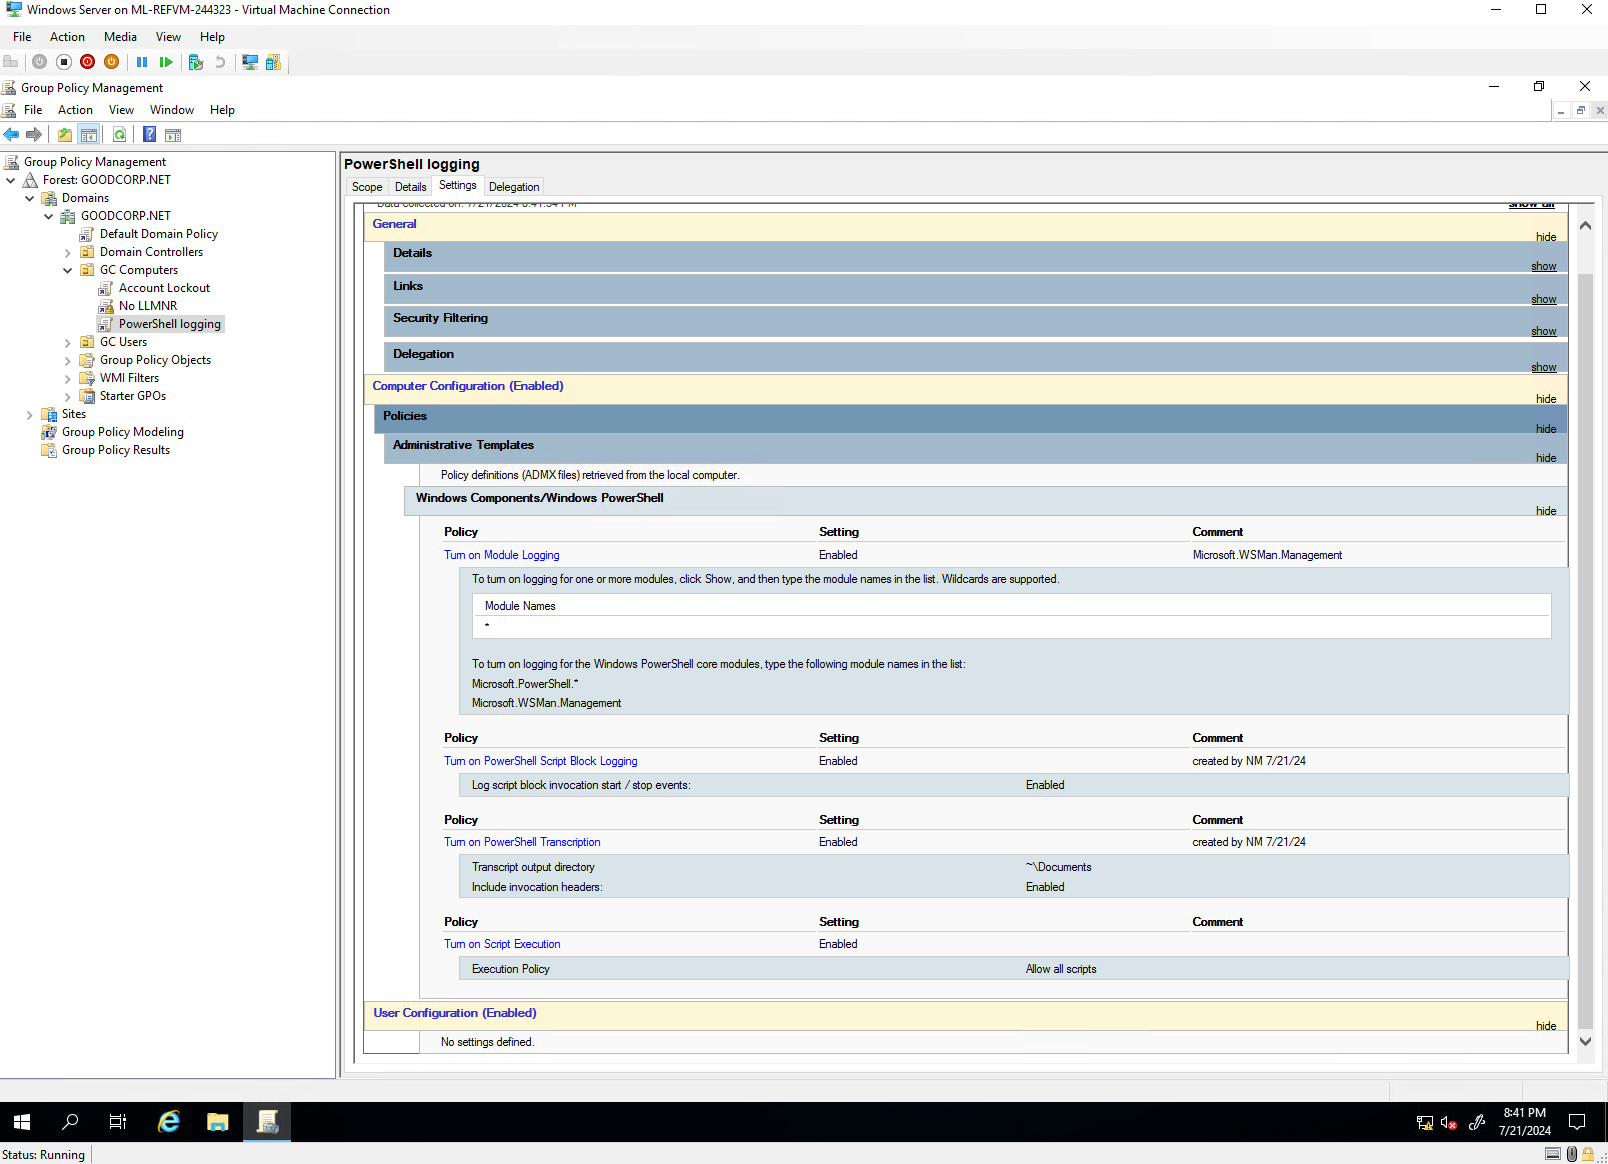 Windows Server on ML-REFVM-244323 - Virtual Machine Connection
File Action Media View Help
Group Policy Management
File Action View Window Help
Group Policy Management
Forest: GOODCORP.NET
Domains
GOODCORP.NET
Default Domain Policy
Domain Controllers
GC Computers
Account Lockout
No LLMNR
PowerShell logging
GC Users
Group Policy Objects
WMI Filters
Starter GPOs
Sites
Group Policy Modeling
Group Policy Results
PowerShell logging
Scope Details Settings Delegation
Data collected on: 7/21/2024 8:41:34 PM show all
General hide
Details show
Links show
Security Filtering show
Delegation show
Computer Configuration (Enabled) hide
Policies hide
Administrative Templates hide
Policy definitions (ADMX files) retrieved from the local computer.
Windows Components/Windows PowerShell hide
Policy Setting Comment
Turn on Module Logging Enabled Microsoft.WSMan.Management
To turn on logging for one or more modules, click Show, and then type the module names in the list. Wildcards are supported.
Module Names
*
To turn on logging for the Windows PowerShell core modules, type the following module names in the list:
Microsoft.PowerShell.*
Microsoft.WSMan.Management
Policy Setting Comment
Turn on PowerShell Script Block Logging Enabled created by NM 7/21/24
Log script block invocation start / stop events: Enabled
Policy Setting Comment
Turn on PowerShell Transcription Enabled created by NM 7/21/24
Transcript output directory ~\Documents
Include invocation headers: Enabled
Policy Setting Comment
Turn on Script Execution Enabled
Execution Policy Allow all scripts
User Configuration (Enabled) hide
No settings defined.
8:41 PM
7/21/2024
Status: Running